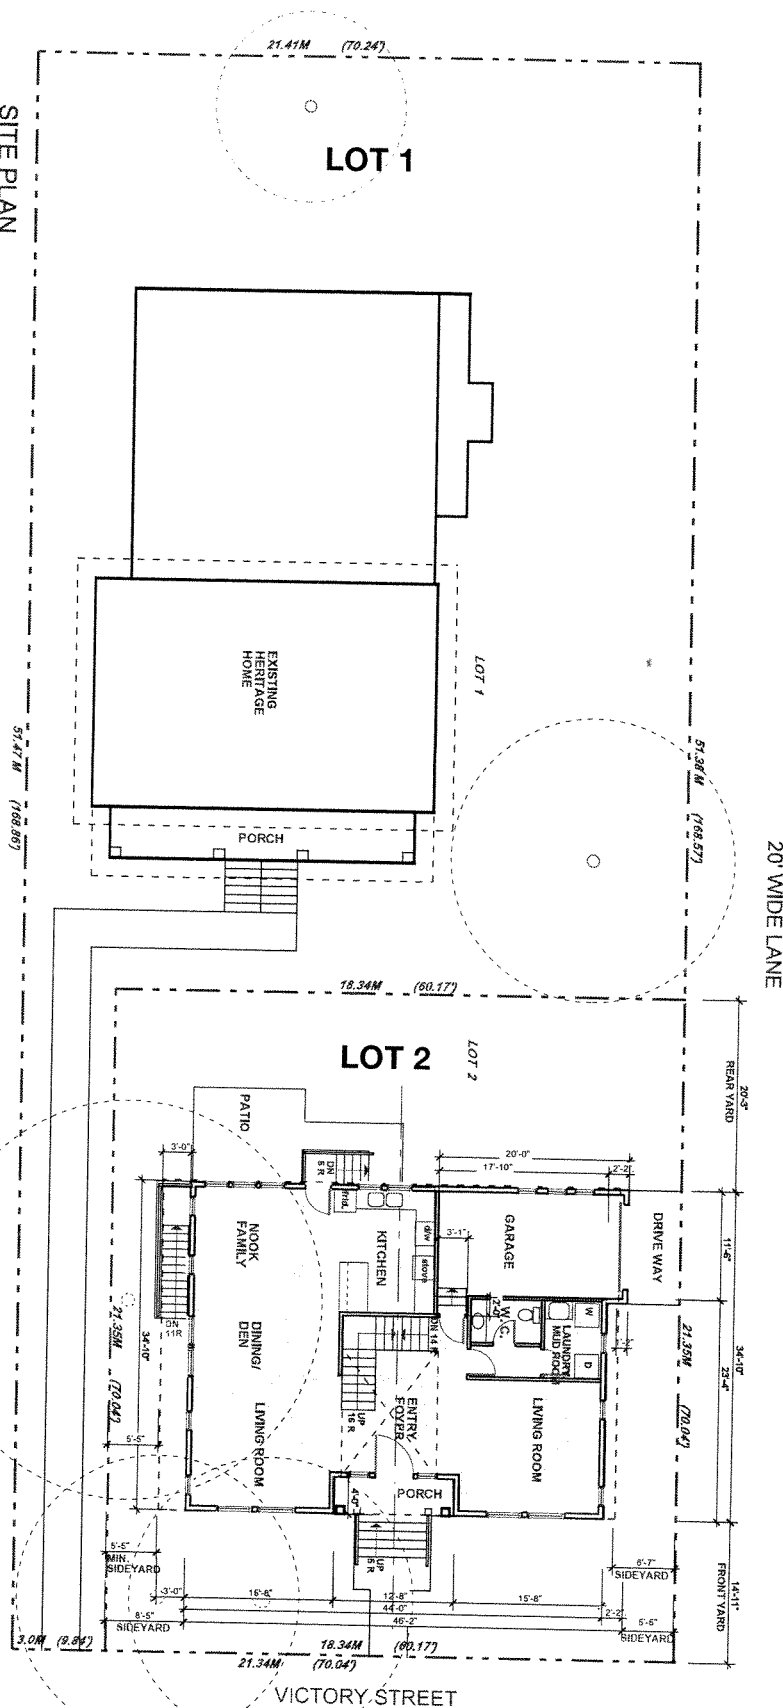 21.41M (70.24')
SITE PLAN
LOT 1
EXISTING
HERITAGE
HOME
LOT 1
PORCH
51.47 M (168.86')
51.38 M (168.57')
20' WIDE LANE
18.34M (60.17')
LOT 2
LOT 2
20'-3"
REAR YARD
PATIO
3'-0"
DN
5 R
frid.
20'-0"
17'-10"
2'-2"
NOOK
FAMILY
KITCHEN
d/w
stove
3'-1"
GARAGE
DRIVE WAY
11'-6"
DN
11R
DINING/
DEN
DN 14 R
2'-0"
W.C.
W
D
LAUNDRY
MUD ROOM
21.35M (70.04')
34'-10"
21.35M (70.04')
34'-10"
23'-4"
LIVING ROOM
UP
16 R
ENTRY
FOYER
LIVING ROOM
5'-5"
4'-0"
PORCH
UP
5 R
5'-5"
MIN.
SIDEYARD
6'-7"
SIDEYARD
14'-11"
FRONT YARD
3'-0"
15'-8"
12'-8"
15'-8"
44'-0"
2'-2"
46'-2"
8'-5"
SIDEYARD
SIDEYARD
3.0M (9.84')
18.34M (60.17')
21.34M (70.04')
VICTORY STREET